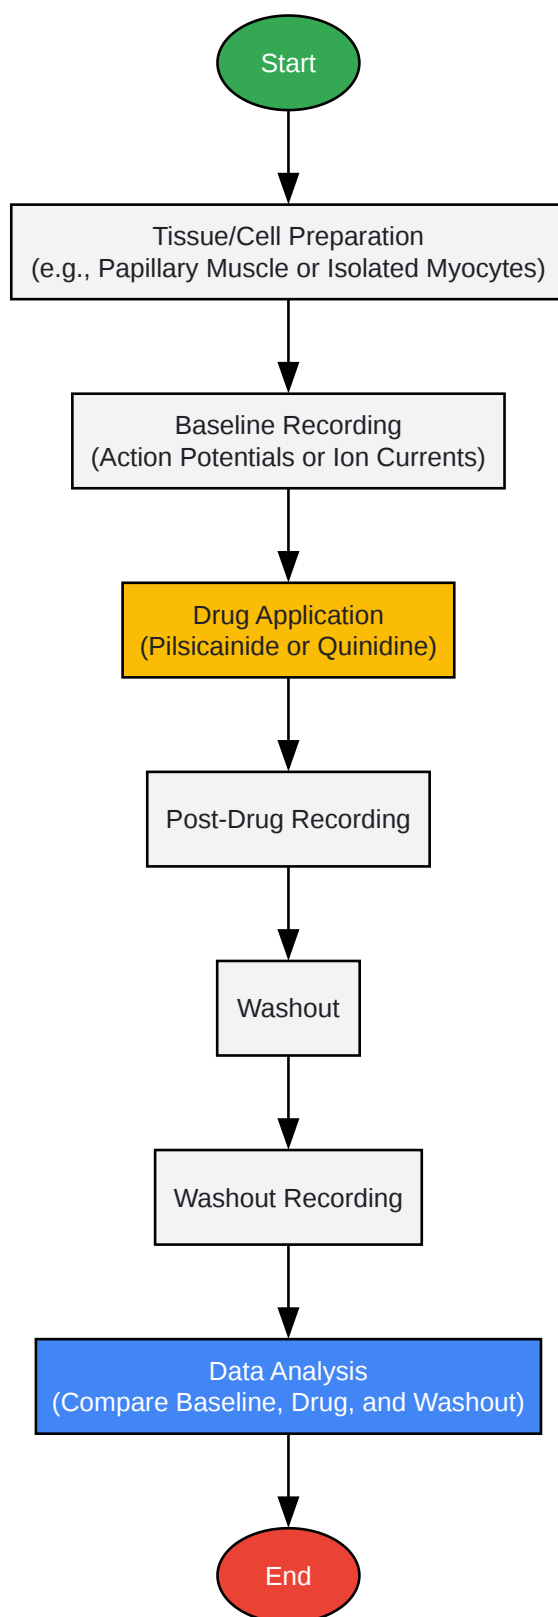 Start
Tissue/Cell Preparation
(e.g., Papillary Muscle or Isolated Myocytes)
Baseline Recording
(Action Potentials or Ion Currents)
Drug Application
(Pilsicainide or Quinidine)
Post-Drug Recording
Washout
Washout Recording
Data Analysis
(Compare Baseline, Drug, and Washout)
End